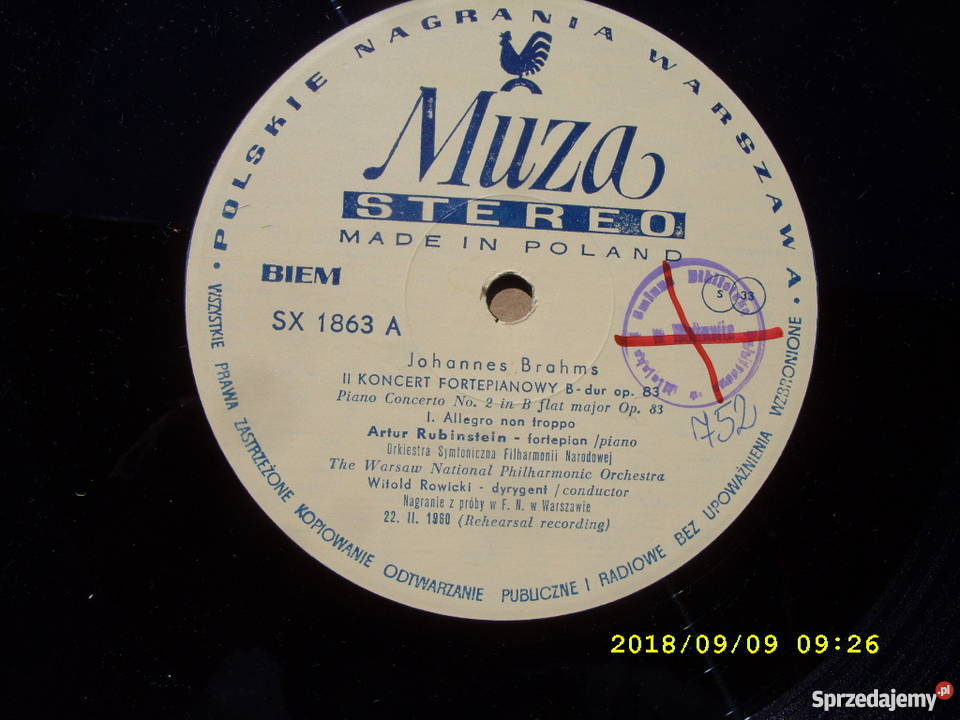 POLSKIE NAGRANIA WARSZAWA
Muza
STEREO
MADE IN POLAND
BIEM
SX 1863 A
S 33
Biblioteka
752
Johannes Brahms
II KONCERT FORTEPIANOWY B-dur op. 83
Piano Concerto No. 2 in B flat major Op. 83
I. Allegro non troppo
Artur Rubinstein - fortepian /piano
Orkiestra Symfoniczna Filharmonii Narodowej
The Warsaw National Philharmonic Orchestra
Witold Rowicki - dyrygent /conductor
Nagranie z próby w F. N. w Warszawie
22. II. 1960 (Rehearsal recording)
WSZYSTKIE PRAWA ZASTRZEŻONE KOPIOWANIE ODTWARZANIE PUBLICZNE I RADIOWE BEZ UPOWAŻNIENIA WZBRONIONE
2018/09/09 09:26
Sprzedajemy.pl